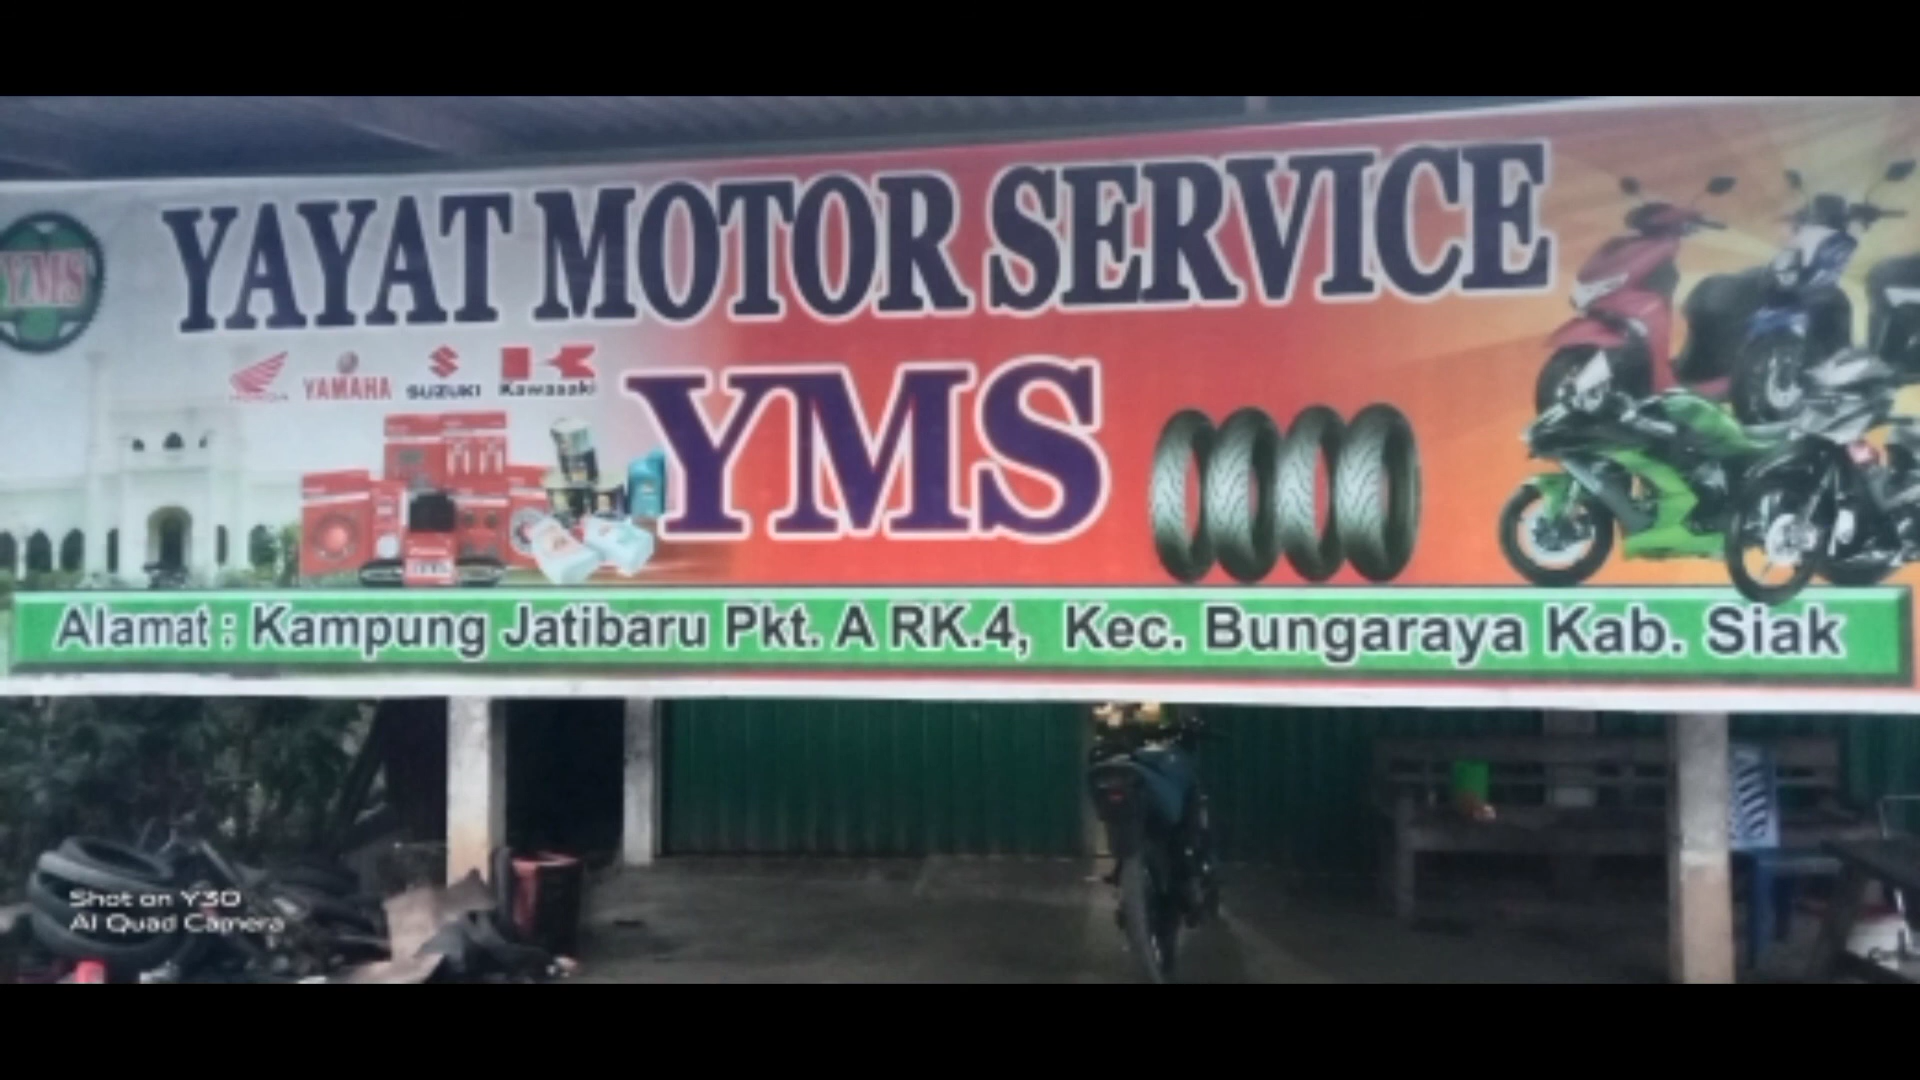 YAYAT MOTOR SERVICE
YMS
HONDA YAMAHA SUZUKI Kawasaki
YMS
Alamat : Kampung Jatibaru Pkt. A RK.4, Kec. Bungaraya Kab. Siak
Shot on Y30
AI Quad Camera